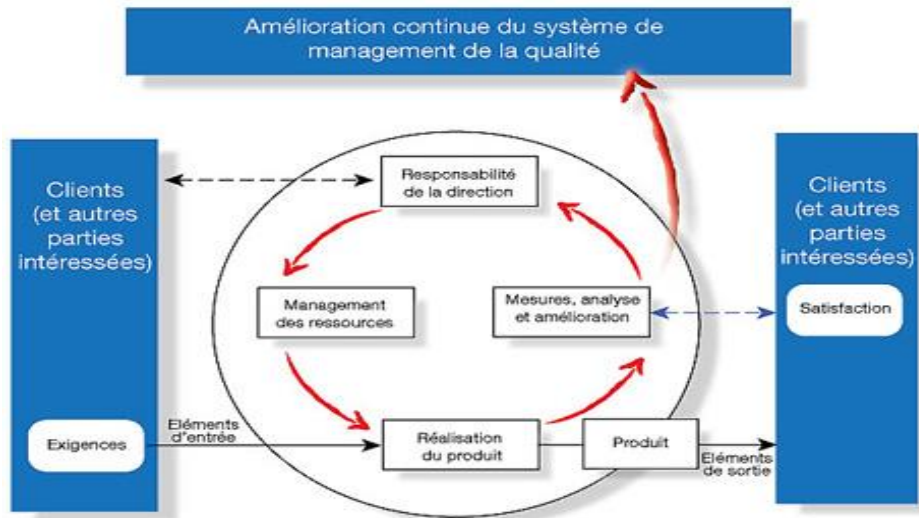 Amélioration continue du système de
management de la qualité
Clients
(et autres
parties
intéressées)
Responsabilité
de la direction
Clients
(et autres
parties
intéressées)
Management
des ressources
Mesures, analyse
et amélioration
Satisfaction
Exigences
Eléments
d'entrée
Réalisation
du produit
Produit
Eléments
de sortie